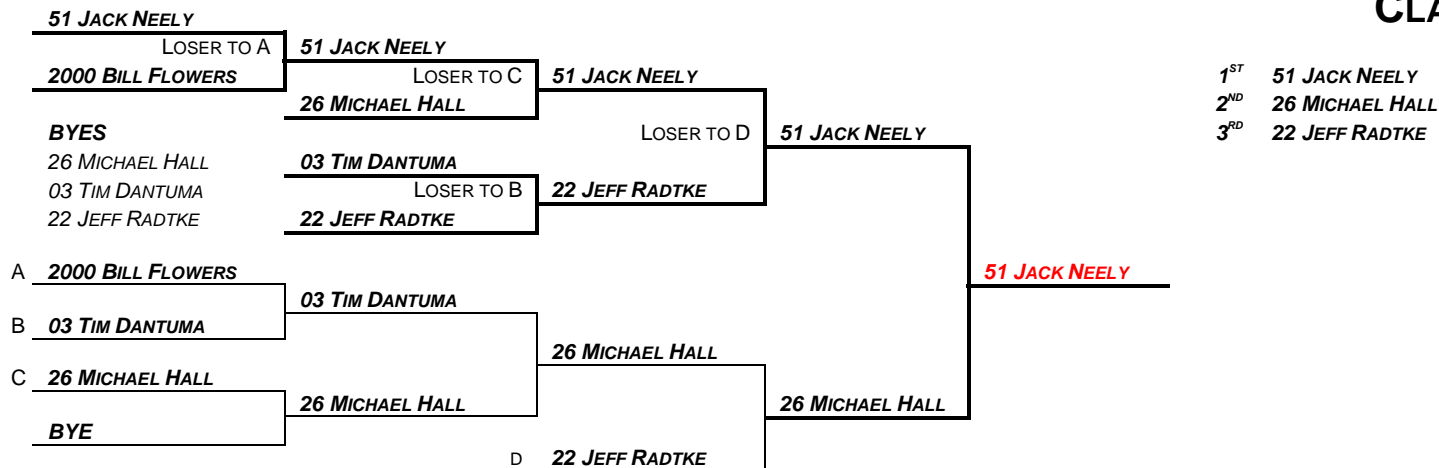 CLA
51 JACK NEELY
LOSER TO A
51 JACK NEELY
2000 BILL FLOWERS
LOSER TO C
51 JACK NEELY
26 MICHAEL HALL
BYES
LOSER TO D
51 JACK NEELY
26 MICHAEL HALL
03 TIM DANTUMA
03 TIM DANTUMA
LOSER TO B
22 JEFF RADTKE
22 JEFF RADTKE
22 JEFF RADTKE
1ST 51 JACK NEELY
2ND 26 MICHAEL HALL
3RD 22 JEFF RADTKE
A 2000 BILL FLOWERS
51 JACK NEELY
03 TIM DANTUMA
B 03 TIM DANTUMA
26 MICHAEL HALL
C 26 MICHAEL HALL
26 MICHAEL HALL
26 MICHAEL HALL
BYE
D 22 JEFF RADTKE